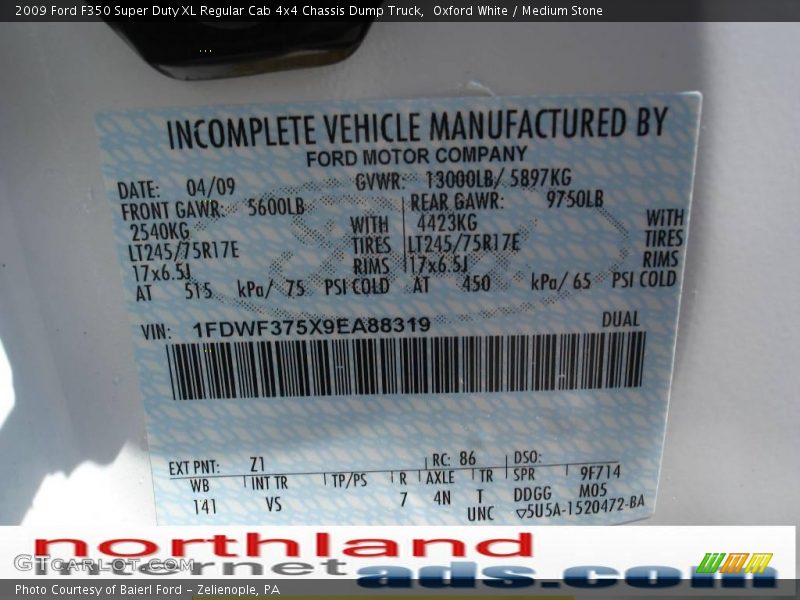 2009 Ford F350 Super Duty XL Regular Cab 4x4 Chassis Dump Truck,  Oxford White / Medium Stone
INCOMPLETE VEHICLE MANUFACTURED BY
FORD MOTOR COMPANY
DATE: 04/09 GVWR: 13000LB/ 5897KG
FRONT GAWR: 5600LB REAR GAWR: 9750LB
2540KG WITH 4423KG WITH
LT245/75R17E TIRES LT245/75R17E TIRES
17x6.5J RIMS 17x6.5J RIMS
AT 515 kPa/ 75 PSI COLD AT 450 kPa/ 65 PSI COLD
VIN: 1FDWF375X9EA88319 DUAL
EXT PNT: Z1 RC: 86 DSO:
WB INT TR TP/PS R AXLE TR SPR 9F714
141 VS 7 4N T DDGG M05
UNC ▽5U5A-1520472-BA
northland
GTCarLot.com
internetads.com
Photo Courtesy of Baierl Ford – Zelienople, PA